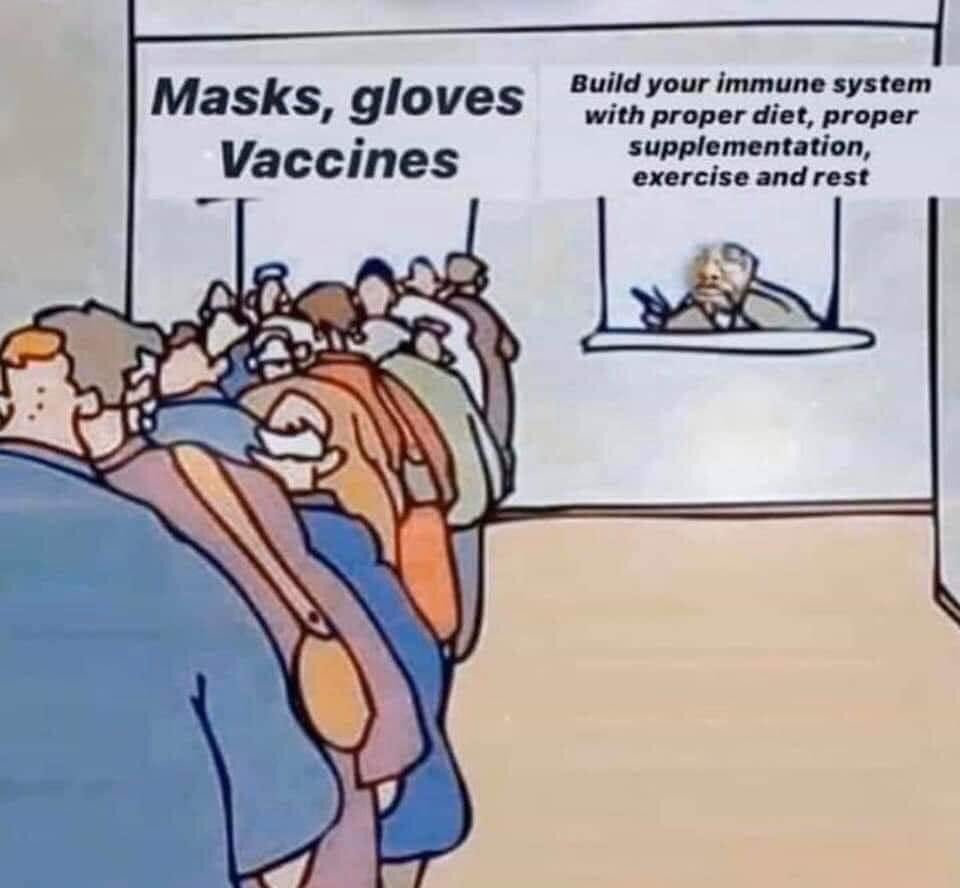 Masks, gloves
Vaccines
Build your immune system
with proper diet, proper
supplementation,
exercise and rest